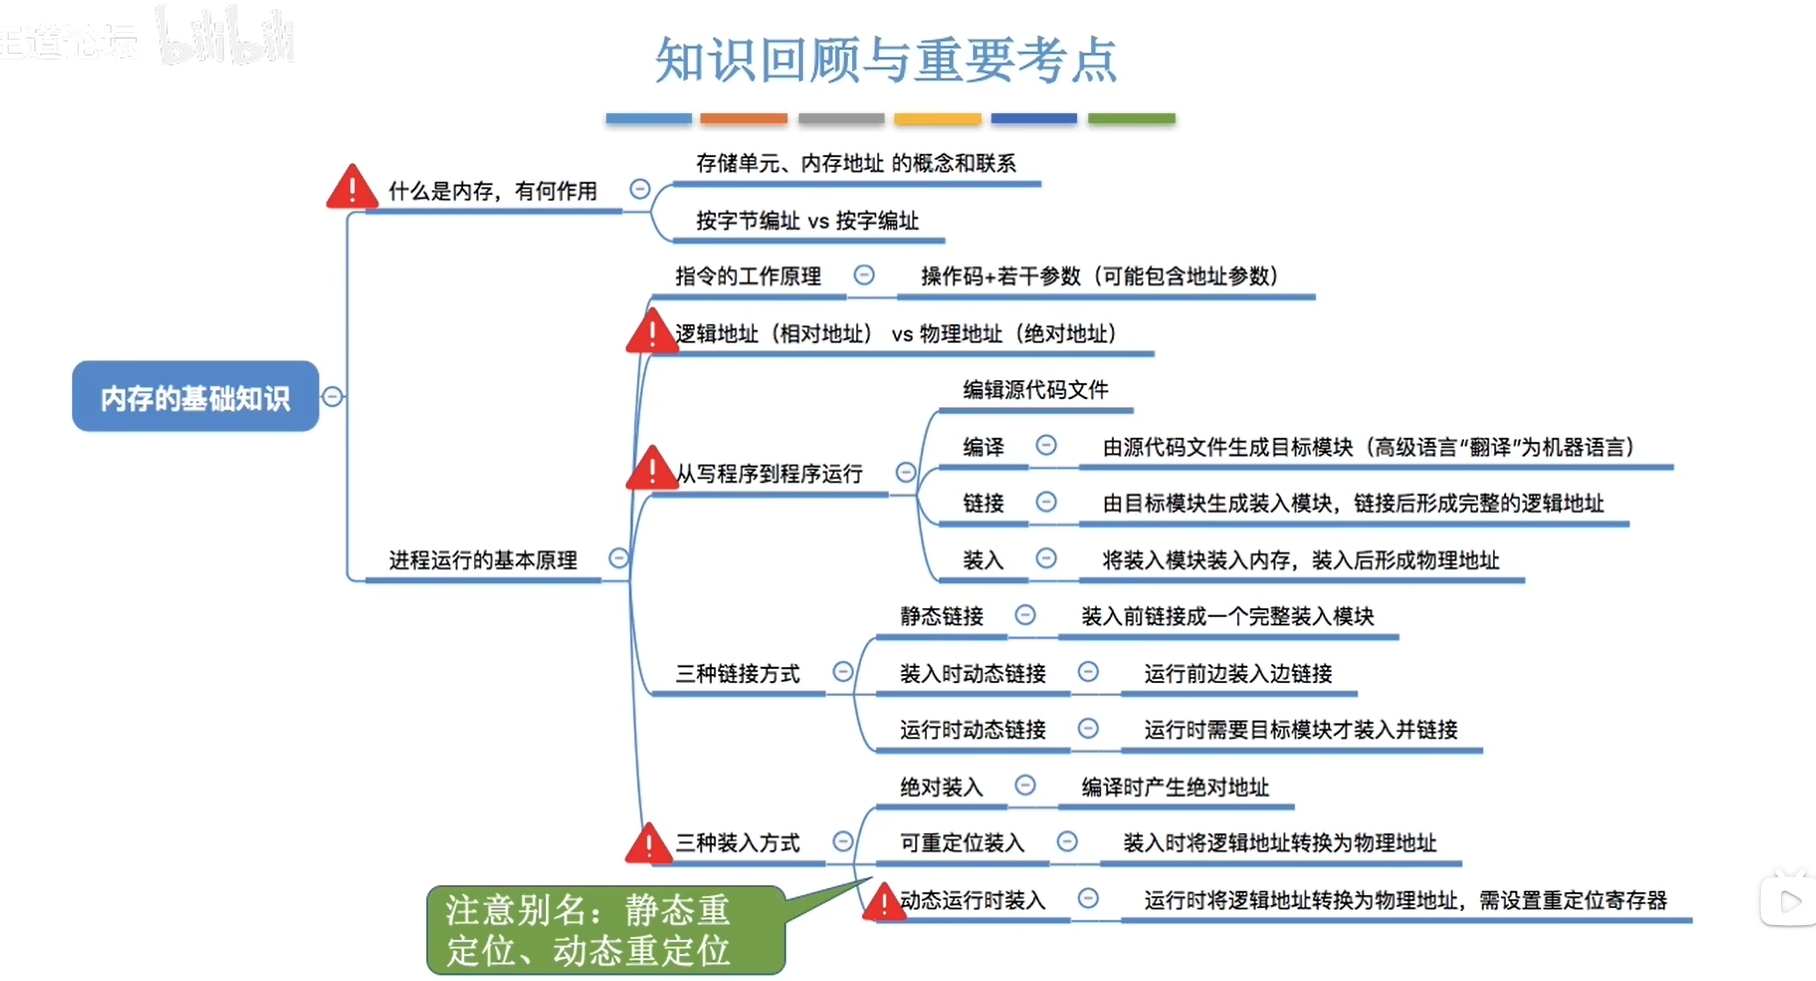 王道论坛 bilibili
知识回顾与重要考点
存储单元、内存地址 的概念和联系
什么是内存，有何作用
按字节编址 vs 按字编址
指令的工作原理
操作码+若干参数（可能包含地址参数）
逻辑地址（相对地址） vs 物理地址（绝对地址）
内存的基础知识
编辑源代码文件
编译
由源代码文件生成目标模块（高级语言“翻译”为机器语言）
从写程序到程序运行
链接
由目标模块生成装入模块，链接后形成完整的逻辑地址
进程运行的基本原理
装入
将装入模块装入内存，装入后形成物理地址
静态链接
装入前链接成一个完整装入模块
三种链接方式
装入时动态链接
运行前边装入边链接
运行时动态链接
运行时需要目标模块才装入并链接
绝对装入
编译时产生绝对地址
三种装入方式
可重定位装入
装入时将逻辑地址转换为物理地址
动态运行时装入
运行时将逻辑地址转换为物理地址，需设置重定位寄存器
注意别名：静态重
定位、动态重定位